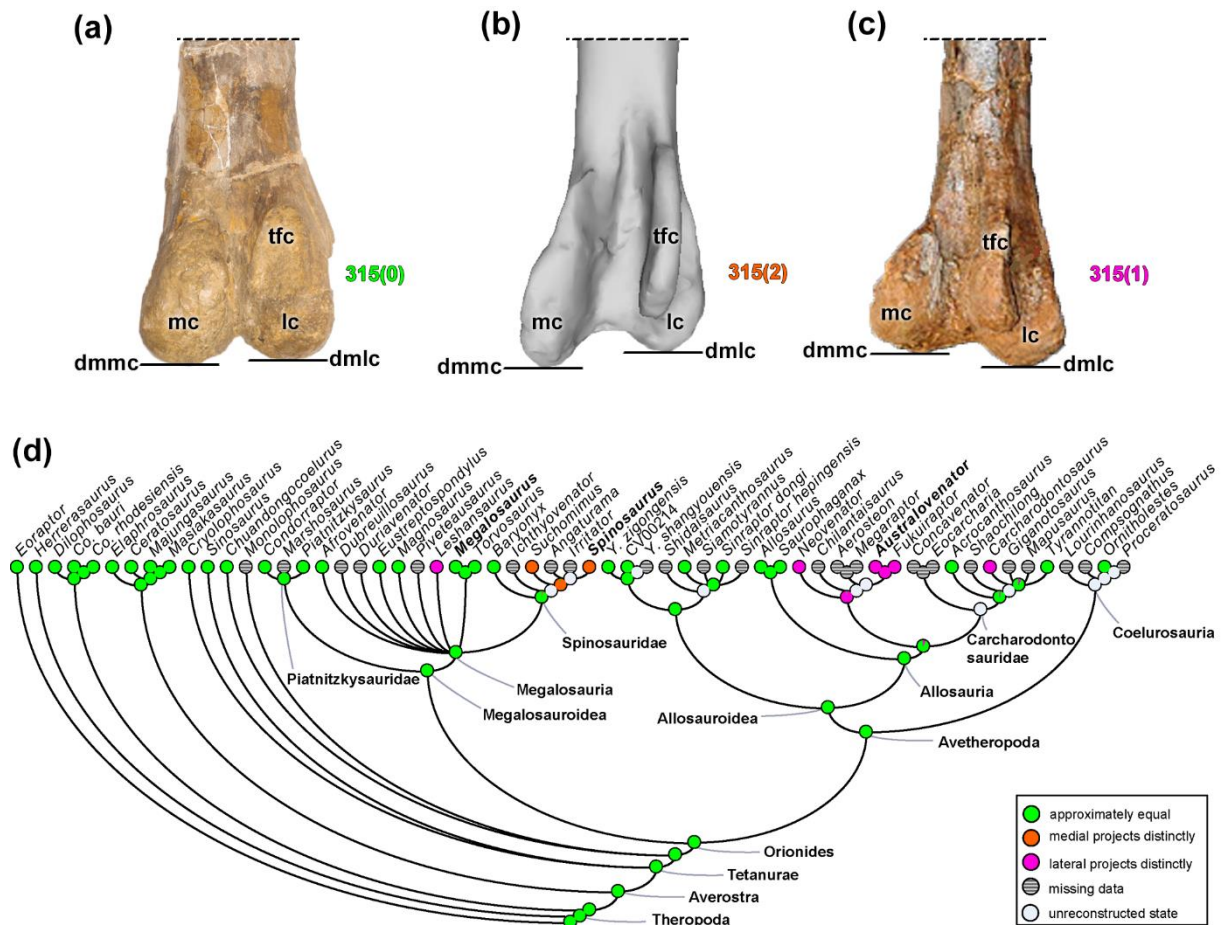 (a)
(b)
(c)
tfc
mc
lc
dmmc
dmlc
315(0)
tfc
mc
lc
dmmc
dmlc
315(2)
tfc
mc
lc
dmmc
dmlc
315(1)
(d)
Eoraptor
Herrerasaurus
Dilophosaurus
Co. bauri
Co. rhodesiensis
Elaphrosaurus
Ceratosaurus
Majungasaurus
Masiakasaurus
Cryolophosaurus
Sinosaurus
Chuandongocoelurus
Monolophosaurus
Condorraptor
Marshosaurus
Piatnitzkysaurus
Afrovenator
Dubreuillosaurus
Duriavenator
Eustreptospondylus
Magnosaurus
Piveteausaurus
Leshansaurus
Megalosaurus
Torvosaurus
Baryonyx
Ichthyovenator
Suchomimus
Angaturama
Irritator
Spinosaurus
Y. zigongensis
CV00214
Y. shangyouensis
Shidaisaurus
Metriacanthosaurus
Siamotyrannus
Sinraptor dongi
Sinraptor hepingensis
Allosaurus
Saurophaganax
Neovenator
Chilantaisaurus
Aerosteon
Megaraptor
Australovenator
Fukuiraptor
Concavenator
Eocarcharia
Acrocanthosaurus
Shaochilong
Carcharodontosaurus
Giganotosaurus
Mapusaurus
Tyrannotitan
Lourinhanosaurus
Compsognathus
Ornitholestes
Proceratosaurus
Spinosauridae
Piatnitzkysauridae
Megalosauria
Megalosauroidea
Carcharodonto
sauridae
Coelurosauria
Allosauria
Allosauroidea
Avetheropoda
Orionides
Tetanurae
Averostra
Theropoda
approximately equal
medial projects distinctly
lateral projects distinctly
missing data
unreconstructed state